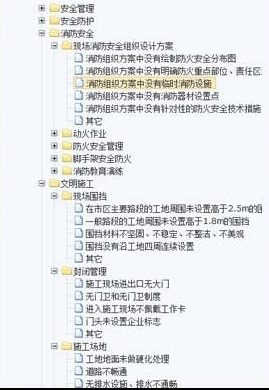 安全管理
安全防护
消防安全
现场消防安全组织设计方案
消防组织方案中没有绘制防火安全分布图
消防组织方案中没有明确防火重点部位、责任区
消防组织方案中没有临时消防设施
消防组织方案中没有消防器材设置点
消防组织方案中没有针对性的防火安全技术措施
其它
动火作业
防火安全管理
脚手架安全防火
消防教育演练
文明施工
现场围挡
在市区主要路段的工地周围未设置高于2.5m的围
一般路段的工地周围未设置高于1.8m的围挡
围挡材料不坚固、不稳定、不整洁、不美观
围挡没有沿工地四周连续设置
其它
封闭管理
施工现场进出口无大门
无门卫和无门卫制度
进入施工现场不佩戴工作卡
门头未设置企业标志
其它
施工场地
工地地面未做硬化处理
道路不畅通
无排水设施、排水不通畅